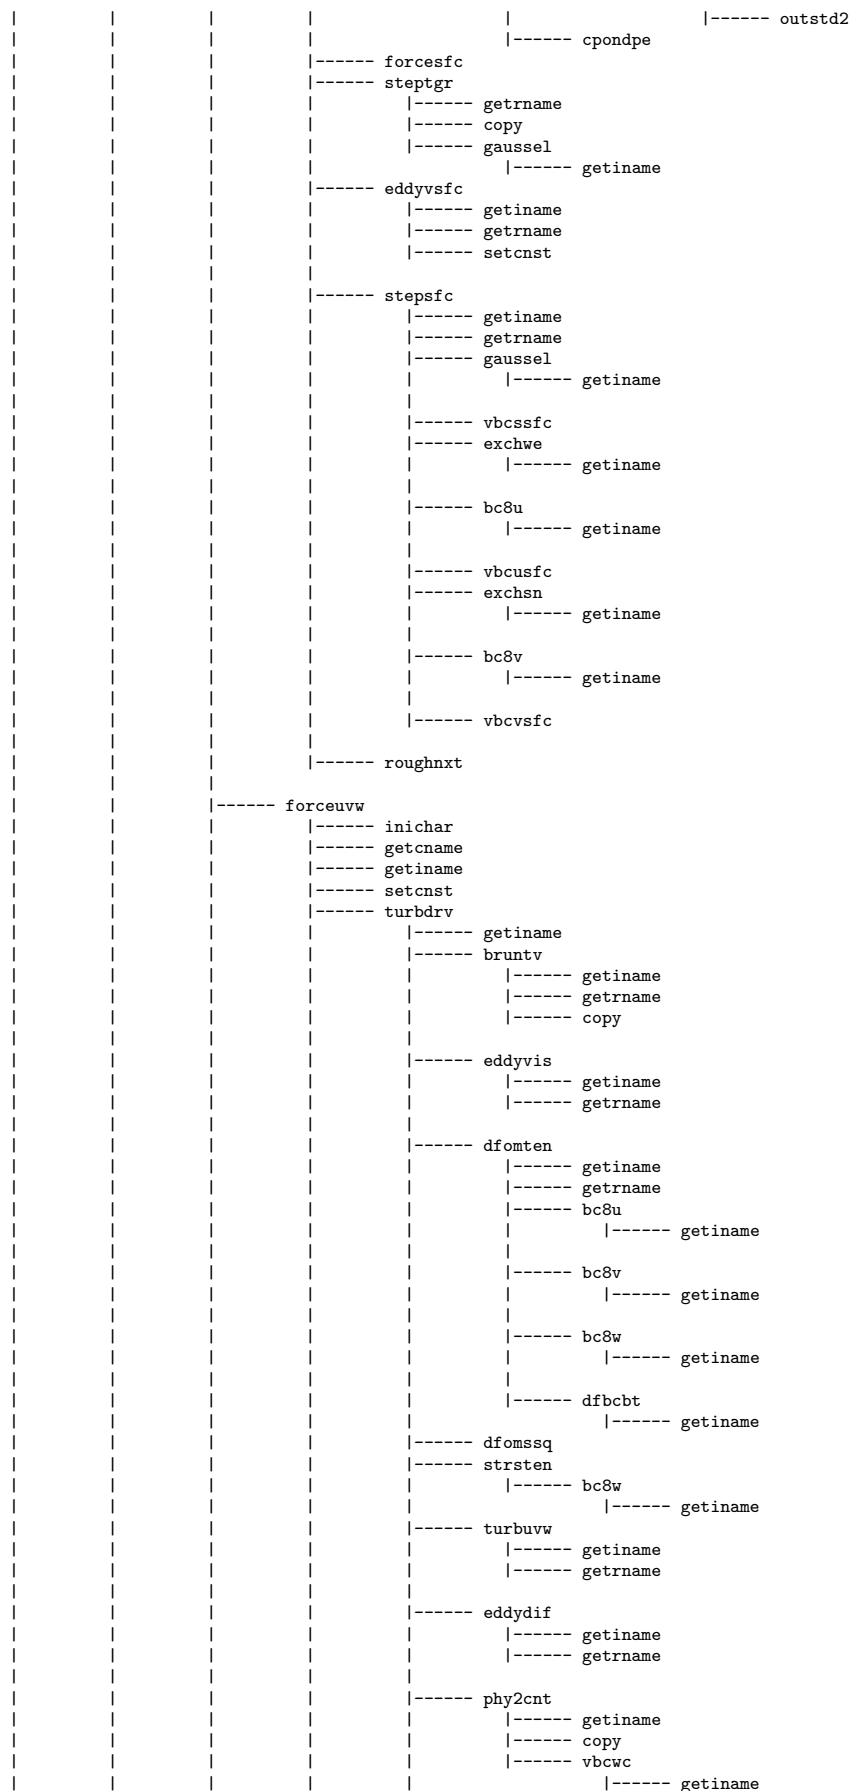 |         |         |         |                   |                   |------ outstd2
|         |         |         |                   |------ cpondpe
|         |         |         |------ forcesfc
|         |         |         |------ steptgr
|         |         |         |         |------ getrname
|         |         |         |         |------ copy
|         |         |         |         |------ gaussel
|         |         |         |                   |------ getiname
|         |         |         |------ eddyvsfc
|         |         |         |         |------ getiname
|         |         |         |         |------ getrname
|         |         |         |         |------ setcnst
|         |         |         |
|         |         |         |------ stepsfc
|         |         |         |         |------ getiname
|         |         |         |         |------ getrname
|         |         |         |         |------ gaussel
|         |         |         |         |         |------ getiname
|         |         |         |         |
|         |         |         |         |------ vbcssfc
|         |         |         |         |------ exchwe
|         |         |         |         |         |------ getiname
|         |         |         |         |
|         |         |         |         |------ bc8u
|         |         |         |         |         |------ getiname
|         |         |         |         |
|         |         |         |         |------ vbcusfc
|         |         |         |         |------ exchsn
|         |         |         |         |         |------ getiname
|         |         |         |         |
|         |         |         |         |------ bc8v
|         |         |         |         |         |------ getiname
|         |         |         |         |
|         |         |         |         |------ vbcvsfc
|         |         |         |
|         |         |         |------ roughnxt
|         |         |
|         |         |------ forceuvw
|         |         |         |------ inichar
|         |         |         |------ getcname
|         |         |         |------ getiname
|         |         |         |------ setcnst
|         |         |         |------ turbdrv
|         |         |         |         |------ getiname
|         |         |         |         |------ bruntv
|         |         |         |         |         |------ getiname
|         |         |         |         |         |------ getrname
|         |         |         |         |         |------ copy
|         |         |         |         |
|         |         |         |         |------ eddyvis
|         |         |         |         |         |------ getiname
|         |         |         |         |         |------ getrname
|         |         |         |         |
|         |         |         |         |------ dfomten
|         |         |         |         |         |------ getiname
|         |         |         |         |         |------ getrname
|         |         |         |         |         |------ bc8u
|         |         |         |         |         |         |------ getiname
|         |         |         |         |         |
|         |         |         |         |         |------ bc8v
|         |         |         |         |         |         |------ getiname
|         |         |         |         |         |
|         |         |         |         |         |------ bc8w
|         |         |         |         |         |         |------ getiname
|         |         |         |         |         |
|         |         |         |         |         |------ dfbcbt
|         |         |         |         |                   |------ getiname
|         |         |         |         |------ dfomssq
|         |         |         |         |------ strsten
|         |         |         |         |         |------ bc8w
|         |         |         |         |                   |------ getiname
|         |         |         |         |------ turbuvw
|         |         |         |         |         |------ getiname
|         |         |         |         |         |------ getrname
|         |         |         |         |
|         |         |         |         |------ eddydif
|         |         |         |         |         |------ getiname
|         |         |         |         |         |------ getrname
|         |         |         |         |
|         |         |         |         |------ phy2cnt
|         |         |         |         |         |------ getiname
|         |         |         |         |         |------ copy
|         |         |         |         |         |------ vbcwc
|         |         |         |         |                   |------ getiname